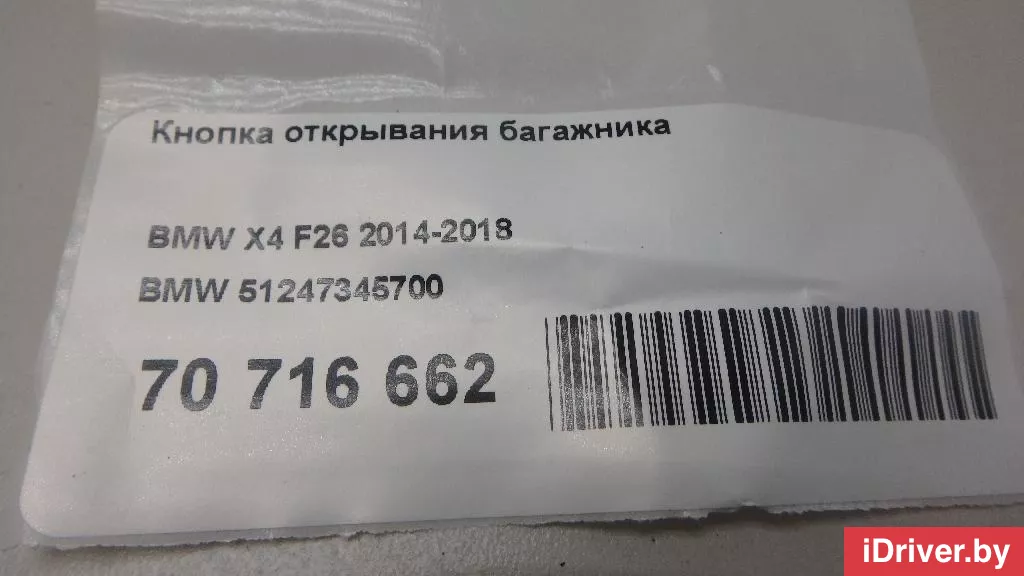 Кнопка открывания багажника
BMW X4 F26 2014-2018
BMW 51247345700
70 716 662
iDriver.by